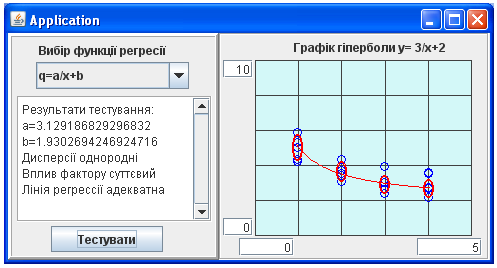 Application
Вибір функції регресії
q=a/x+b
Результати тестування:
a=3.129186829296832
b=1.9302694246924716
Дисперсії однородні
Вплив фактору суттєвий
Лінія регрессії адекватна
Тестувати
Графік гіперболи y= 3/x+2
10
0
0
5